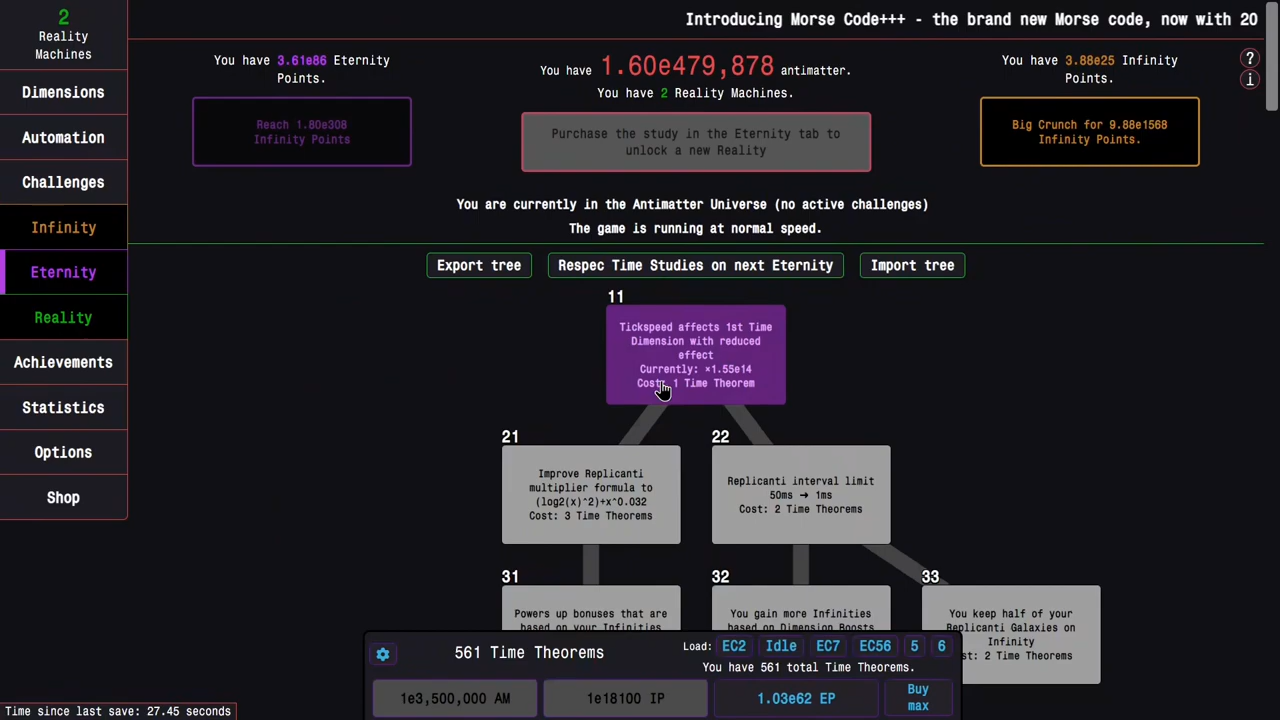 2
Reality
Machines
Dimensions
Automation
Challenges
Infinity
Eternity
Reality
Achievements
Statistics
Options
Shop
Introducing Morse Code+++ - the brand new Morse code, now with 20
You have 3.61e86 Eternity
Points.
Reach 1.80e308
Infinity Points
You have 1.60e479,878 antimatter.
You have 2 Reality Machines.
Purchase the study in the Eternity tab to
unlock a new Reality
You have 3.88e25 Infinity
Points.
Big Crunch for 9.88e1568
Infinity Points.
?
i
You are currently in the Antimatter Universe (no active challenges)
The game is running at normal speed.
Export tree
Respec Time Studies on next Eternity
Import tree
11
Tickspeed affects 1st Time
Dimension with reduced
effect
Currently: ×1.55e14
Cost: 1 Time Theorem
21
Improve Replicanti
multiplier formula to
(log2(x)^2)+x^0.032
Cost: 3 Time Theorems
22
Replicanti interval limit
50ms → 1ms
Cost: 2 Time Theorems
31
Powers up bonuses that are
based on your Infinities
32
You gain more Infinities
based on Dimension Boosts
33
You keep half of your
Replicanti Galaxies on
Infinity
st: 2 Time Theorems
561 Time Theorems
Load: EC2 Idle EC7 EC56 5 6
You have 561 total Time Theorems.
1e3,500,000 AM
1e18100 IP
1.03e62 EP
Buy
max
Time since last save: 27.45 seconds